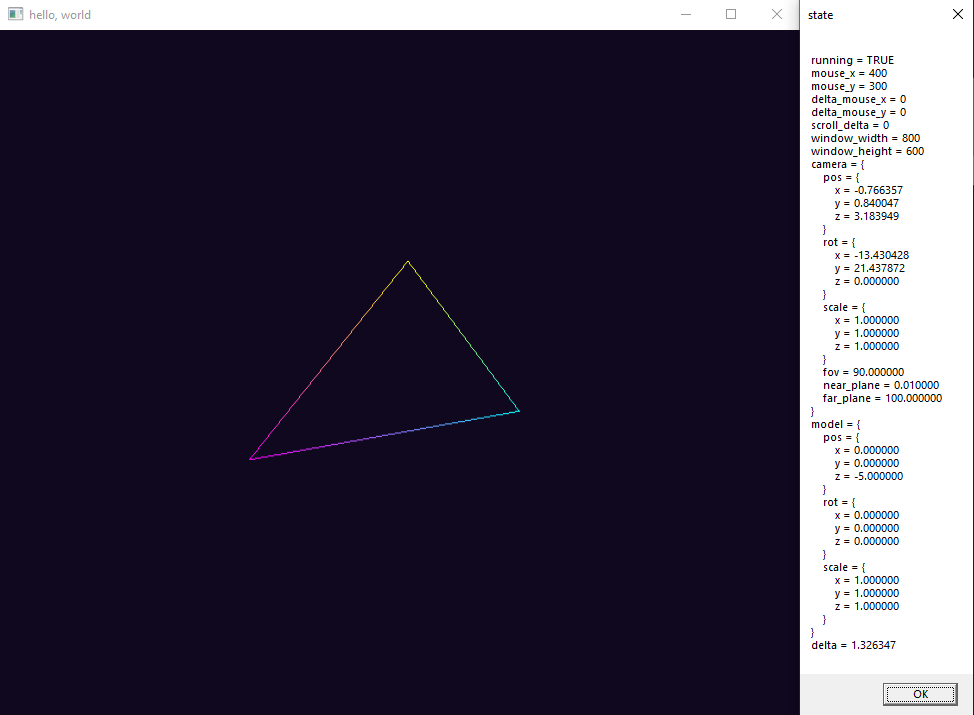 hello, world
state
running = TRUE
mouse_x = 400
mouse_y = 300
delta_mouse_x = 0
delta_mouse_y = 0
scroll_delta = 0
window_width = 800
window_height = 600
camera = {
pos = {
x = -0.766357
y = 0.840047
z = 3.183949
}
rot = {
x = -13.430428
y = 21.437872
z = 0.000000
}
scale = {
x = 1.000000
y = 1.000000
z = 1.000000
}
fov = 90.000000
near_plane = 0.010000
far_plane = 100.000000
}
model = {
pos = {
x = 0.000000
y = 0.000000
z = -5.000000
}
rot = {
x = 0.000000
y = 0.000000
z = 0.000000
}
scale = {
x = 1.000000
y = 1.000000
z = 1.000000
}
}
delta = 1.326347
OK